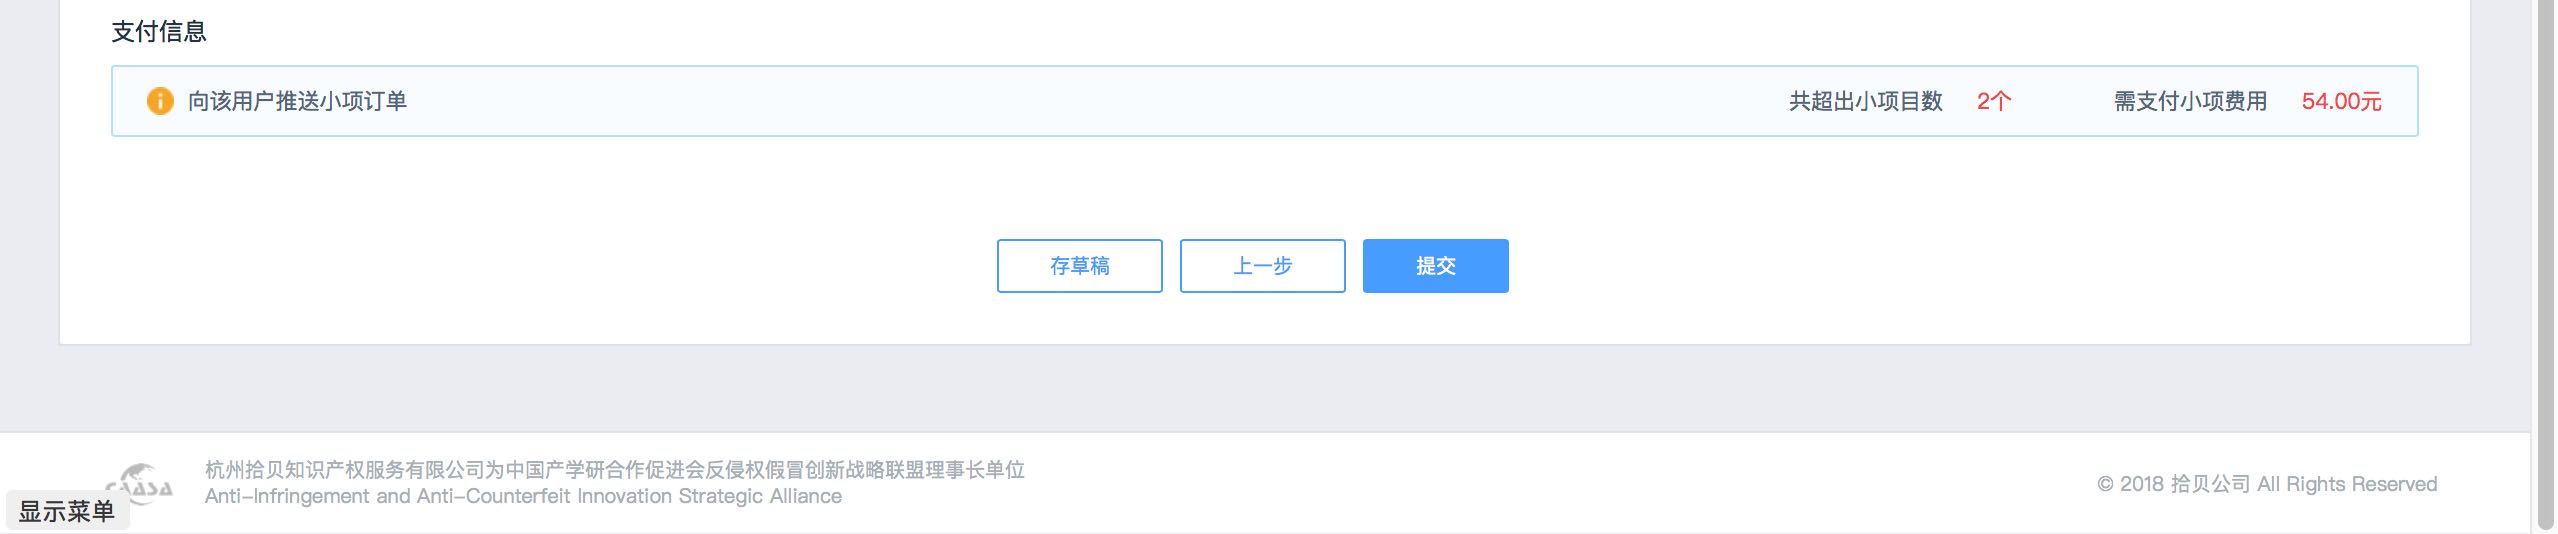 支付信息
向该用户推送小项订单 共超出小项目数 2个 需支付小项费用 54.00元
存草稿 上一步 提交
杭州拾贝知识产权服务有限公司为中国产学研合作促进会反侵权假冒创新战略联盟理事长单位
Anti-Infringement and Anti-Counterfeit Innovation Strategic Alliance
© 2018 拾贝公司 All Rights Reserved
CAASA
显示菜单